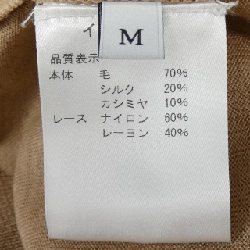 M
品質表示
本体 毛 70%
シルク 20%
カシミヤ 10%
レース ナイロン 60%
レーヨン 40%